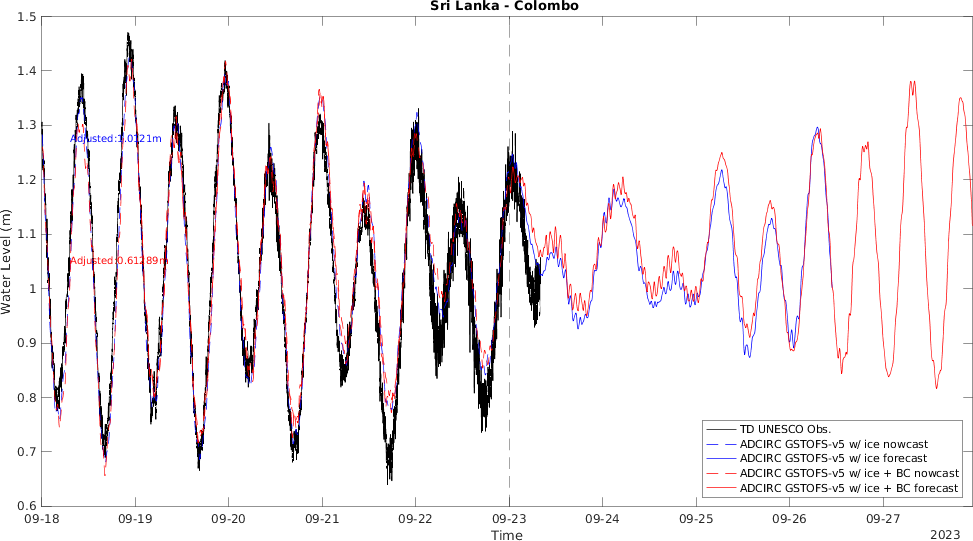 Sri Lanka - Colombo
1.5
1.4
1.3
1.2
1.1
1
0.9
0.8
0.7
0.6
Water Level (m)
Adjusted:1.0121m
Adjusted:0.61289m
TD UNESCO Obs.
ADCIRC GSTOFS-v5 w/ ice nowcast
ADCIRC GSTOFS-v5 w/ ice forecast
ADCIRC GSTOFS-v5 w/ ice + BC nowcast
ADCIRC GSTOFS-v5 w/ ice + BC forecast
09-18 09-19 09-20 09-21 09-22 09-23 09-24 09-25 09-26 09-27
Time
2023